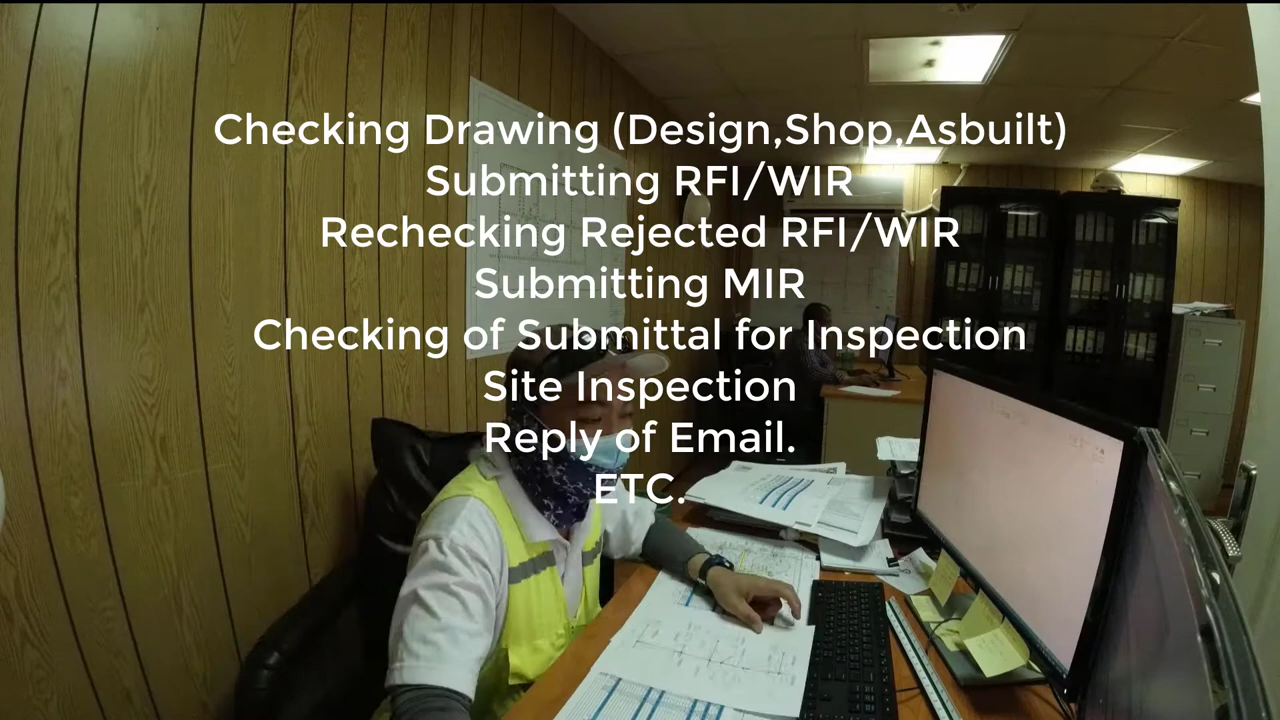 Checking Drawing (Design,Shop,Asbuilt)
Submitting RFI/WIR
Rechecking Rejected RFI/WIR
Submitting MIR
Checking of Submittal for Inspection
Site Inspection
Reply of Email.
ETC.